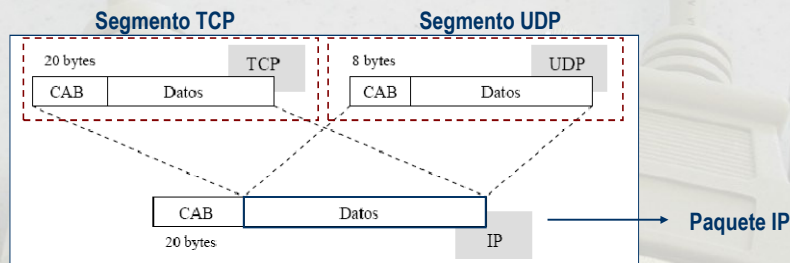 Segmento TCP
Segmento UDP
20 bytes
TCP
CAB
Datos
8 bytes
UDP
CAB
Datos
CAB
Datos
20 bytes
IP
Paquete IP